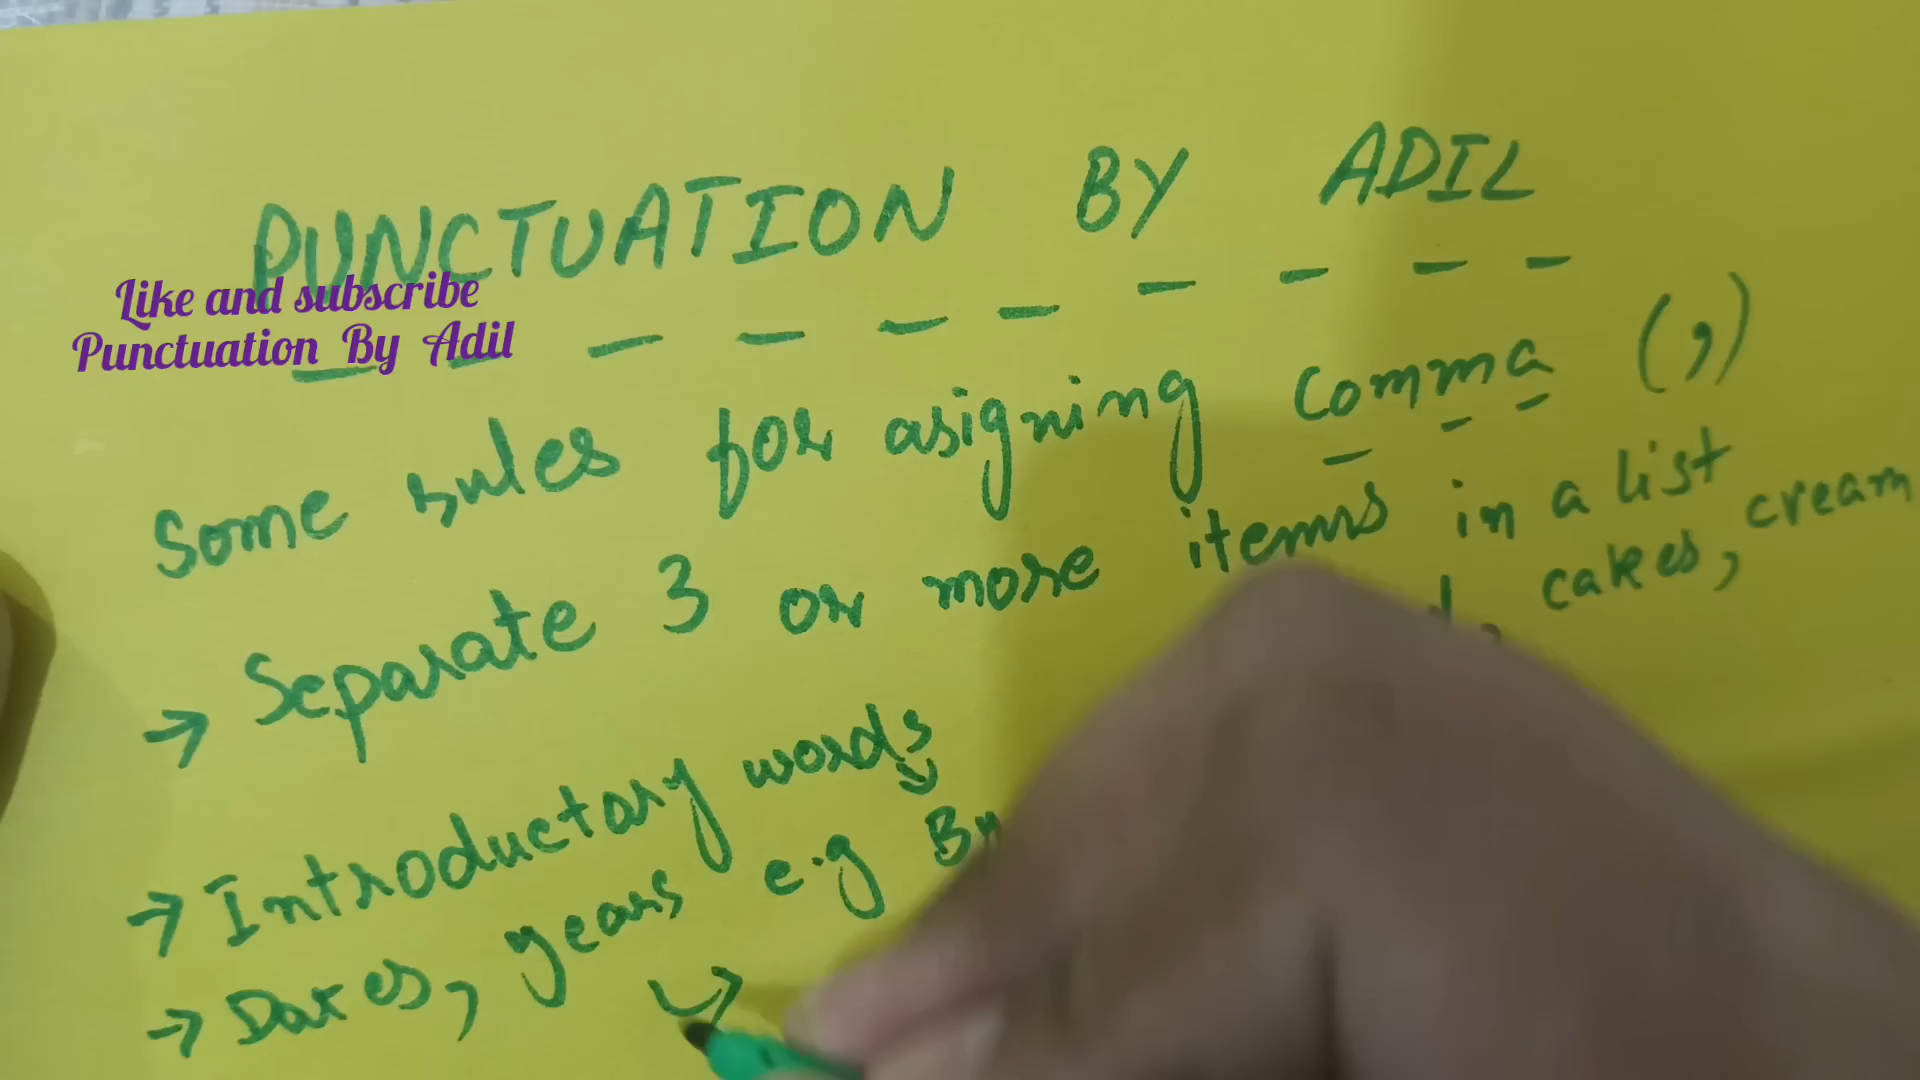 PUNCTUATION BY ADIL
Like and subscribe
Punctuation By Adil
Some rules for asigning Comma (,)
→ Separate 3 or more items in a list
, cakes, cream
→ Introductory words
e.g
→ Dates, years